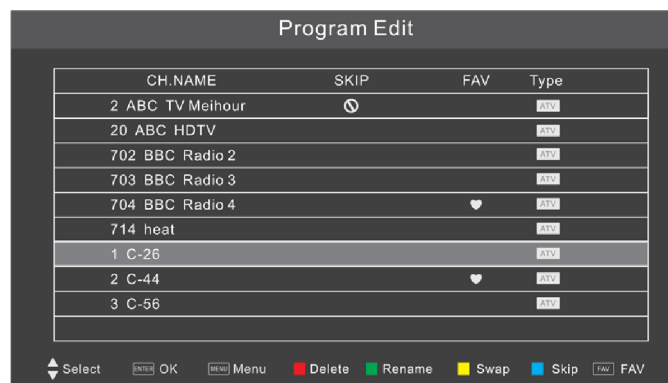 Program Edit
CH.NAME SKIP FAV Type
2 ABC TV Meihour ATV
20 ABC HDTV ATV
702 BBC Radio 2 ATV
703 BBC Radio 3 ATV
704 BBC Radio 4 ATV
714 heat ATV
1 C-26 ATV
2 C-44 ATV
3 C-56 ATV
Select ENTER OK MENU Menu Delete Rename Swap Skip FAV FAV